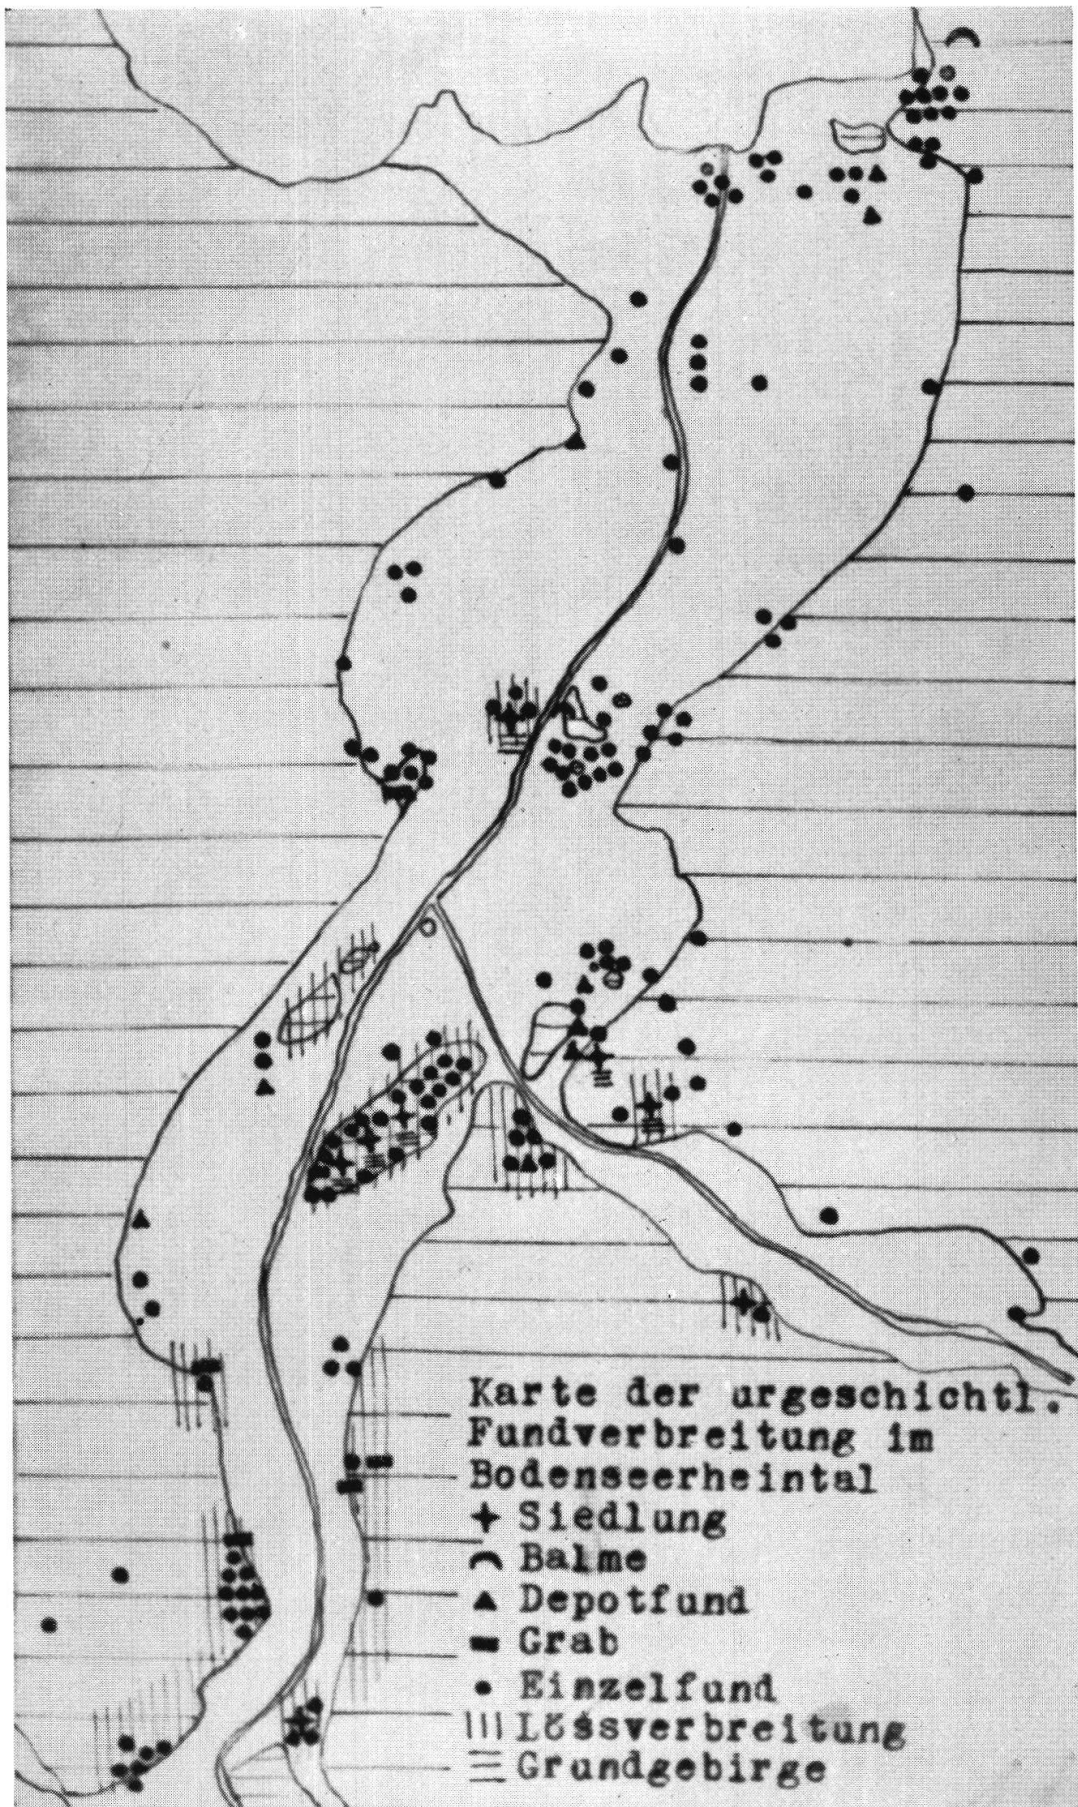 Karte der urgeschichtl.
Fundverbreitung im
Bodenseerheintal
Siedlung
Balme
Depotfund
Grab
Einzelfund
Lössverbreitung
Grundgebirge